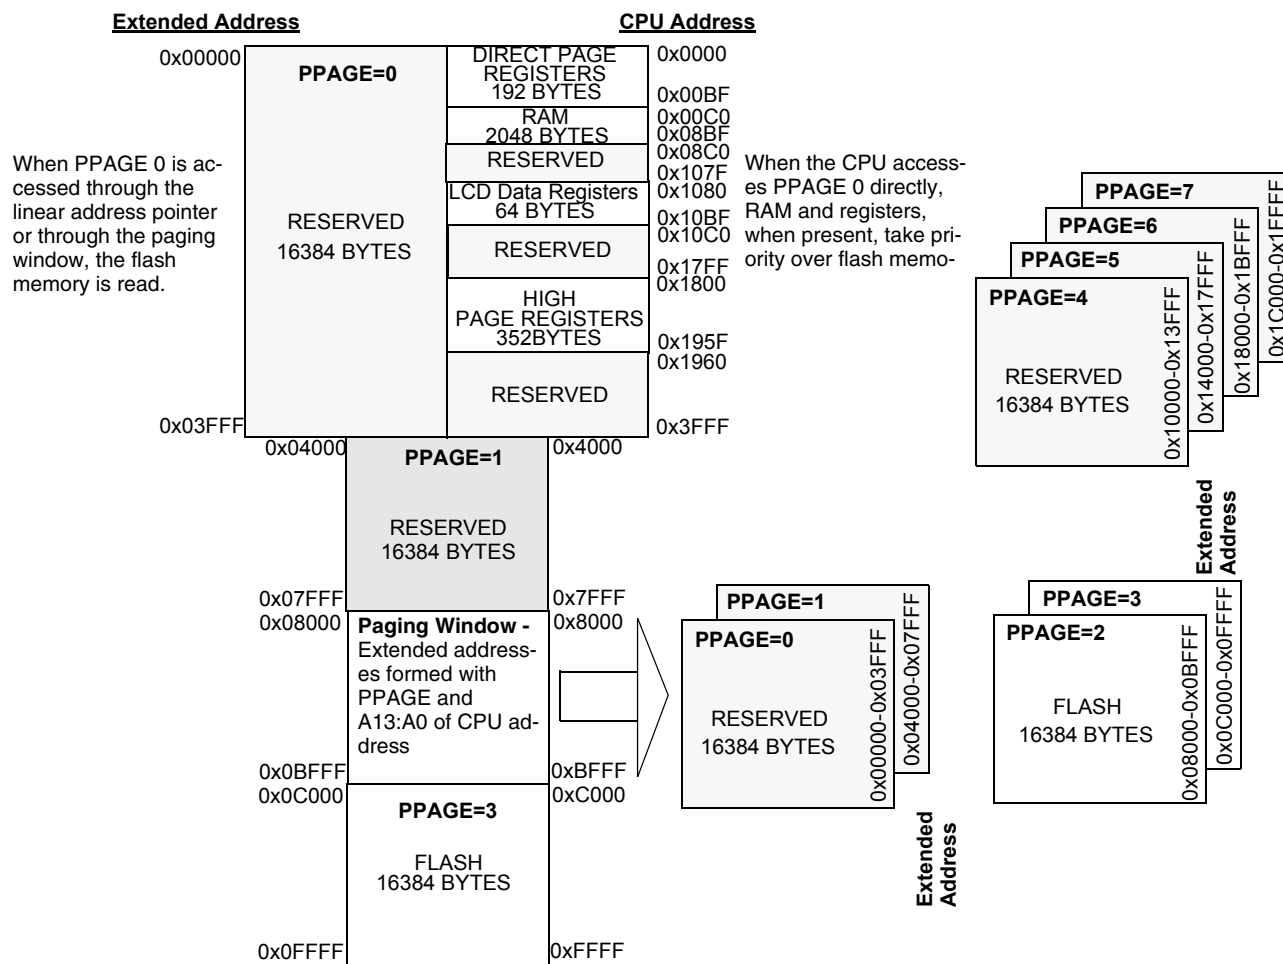 Extended Address
CPU Address
0x00000
PPAGE=0
RESERVED
16384 BYTES
0x03FFF
DIRECT PAGE
REGISTERS
192 BYTES
0x0000
0x00BF
RAM
2048 BYTES
0x00C0
0x08BF
RESERVED
0x08C0
0x107F
LCD Data Registers
64 BYTES
0x1080
0x10BF
RESERVED
0x10C0
0x17FF
HIGH
PAGE REGISTERS
352BYTES
0x1800
0x195F
RESERVED
0x1960
0x3FFF
When PPAGE 0 is ac-
cessed through the
linear address pointer
or through the paging
window, the flash
memory is read.
When the CPU access-
es PPAGE 0 directly,
RAM and registers,
when present, take pri-
ority over flash memo-
PPAGE=7
0x1C000-0x1FFFF
PPAGE=6
0x18000-0x1BFFF
PPAGE=5
0x14000-0x17FFF
PPAGE=4
RESERVED
16384 BYTES
0x10000-0x13FFF
Extended
Address
0x04000
PPAGE=1
0x4000
RESERVED
16384 BYTES
0x07FFF
0x7FFF
0x08000
0x8000
Paging Window -
Extended address-
es formed with
PPAGE and
A13:A0 of CPU ad-
dress
0x0BFFF
0xBFFF
0x0C000
0xC000
PPAGE=3
FLASH
16384 BYTES
0x0FFFF
0xFFFF
PPAGE=1
0x04000-0x07FFF
PPAGE=0
RESERVED
16384 BYTES
0x00000-0x03FFF
Extended
Address
PPAGE=3
0x0C000-0x0FFFF
PPAGE=2
FLASH
16384 BYTES
0x08000-0x0BFFF